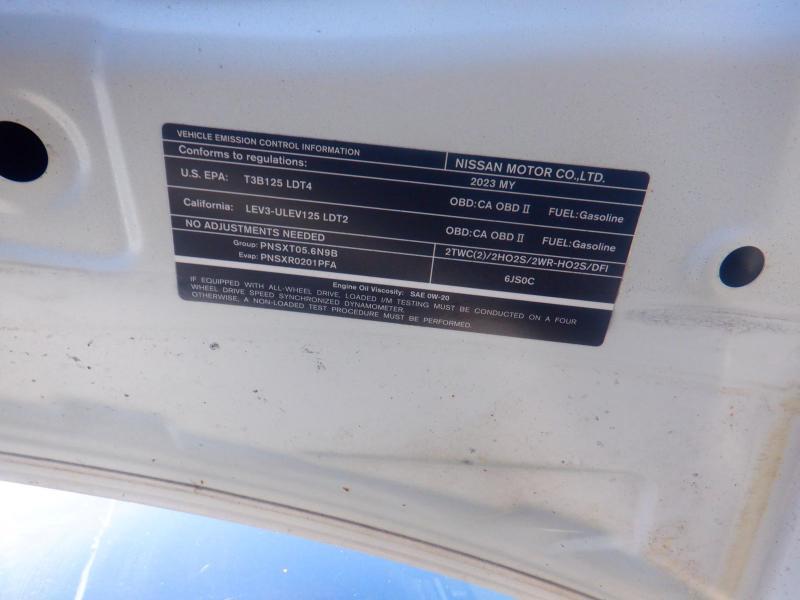 VEHICLE EMISSION CONTROL INFORMATION
NISSAN MOTOR CO.,LTD.
Conforms to regulations:
2023 MY
U.S. EPA: T3B125 LDT4
OBD:CA OBD II FUEL:Gasoline
California: LEV3-ULEV125 LDT2
OBD:CA OBD II FUEL:Gasoline
NO ADJUSTMENTS NEEDED
Group: PNSXT05.6N9B
2TWC(2)/2HO2S/2WR-HO2S/DFI
Evap: PNSXR0201PFA
6JS0C
Engine Oil Viscosity: SAE 0W-20
IF EQUIPPED WITH ALL-WHEEL DRIVE, LOADED I/M TESTING MUST BE CONDUCTED ON A FOUR
WHEEL DRIVE SPEED SYNCHRONIZED DYNAMOMETER.
OTHERWISE, A NON-LOADED TEST PROCEDURE MUST BE PERFORMED.